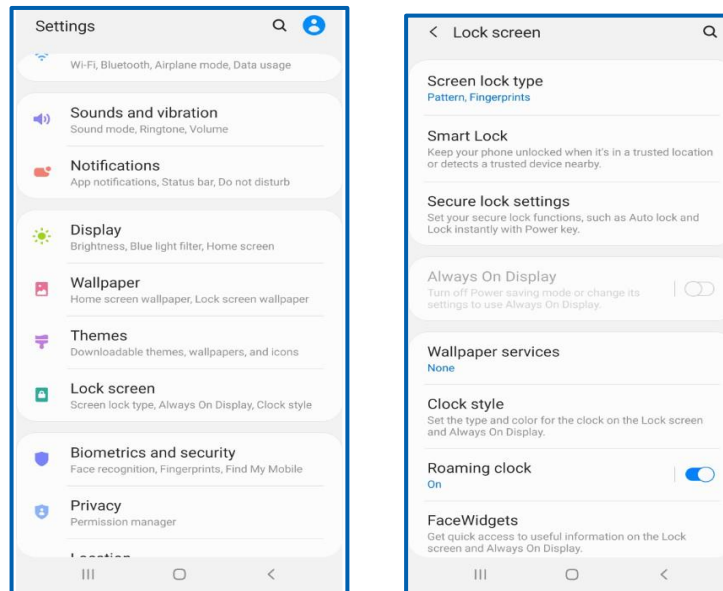 Settings
Wi-Fi, Bluetooth, Airplane mode, Data usage
Sounds and vibration
Sound mode, Ringtone, Volume
Notifications
App notifications, Status bar, Do not disturb
Display
Brightness, Blue light filter, Home screen
Wallpaper
Home screen wallpaper, Lock screen wallpaper
Themes
Downloadable themes, wallpapers, and icons
Lock screen
Screen lock type, Always On Display, Clock style
Biometrics and security
Face recognition, Fingerprints, Find My Mobile
Privacy
Permission manager
Location
Lock screen
Screen lock type
Pattern, Fingerprints
Smart Lock
Keep your phone unlocked when it's in a trusted location
or detects a trusted device nearby.
Secure lock settings
Set your secure lock functions, such as Auto lock and
Lock instantly with Power key.
Always On Display
Turn off Power saving mode or change its
settings to use Always On Display.
Wallpaper services
None
Clock style
Set the type and color for the clock on the Lock screen
and Always On Display.
Roaming clock
On
FaceWidgets
Get quick access to useful information on the Lock
screen and Always On Display.